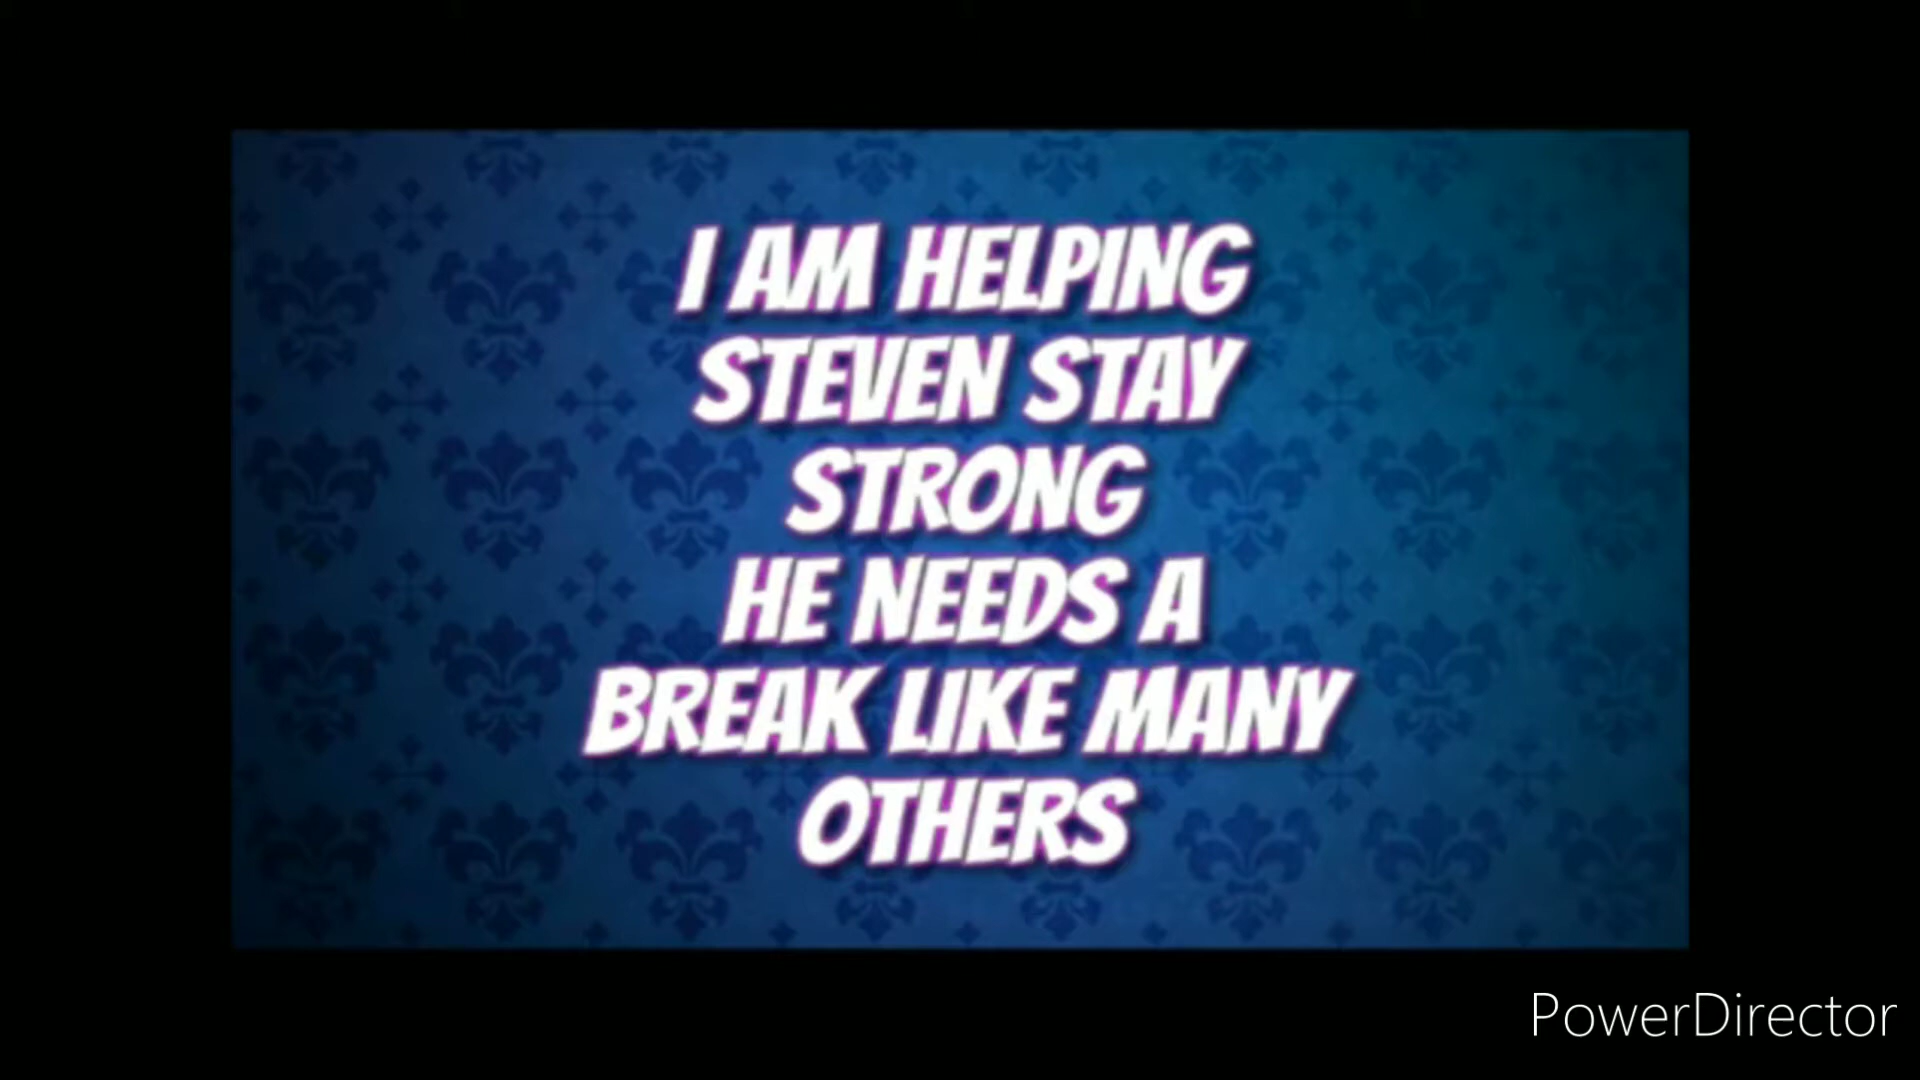 I AM HELPING
STEVEN STAY
STRONG
HE NEEDS A
BREAK LIKE MANY
OTHERS
PowerDirector